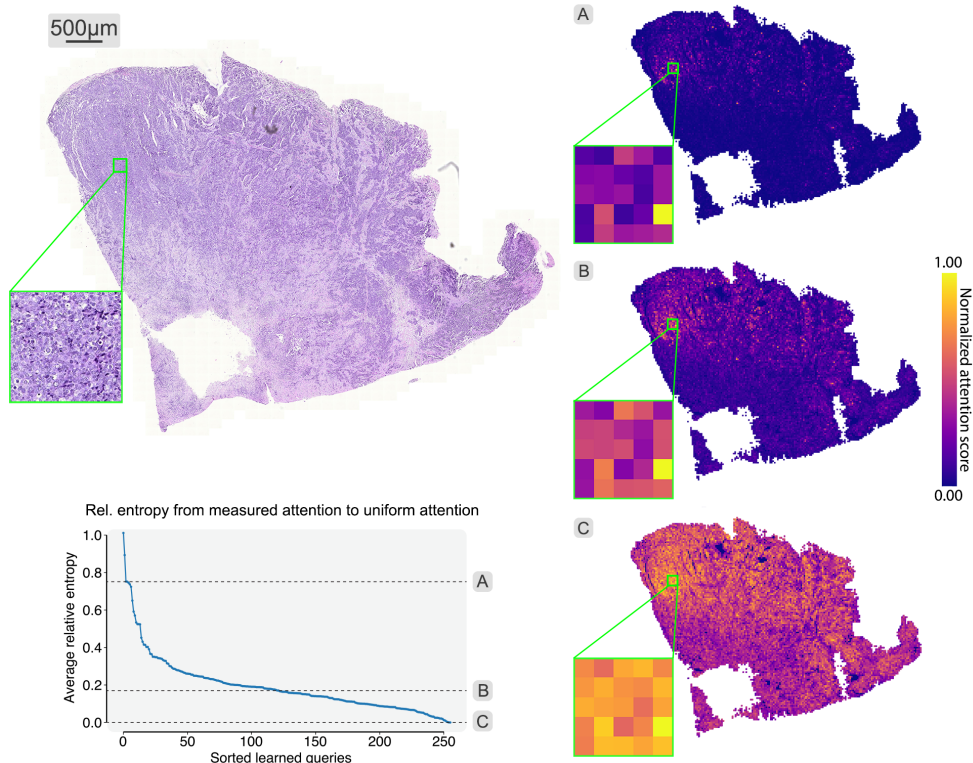 500µm
A
B
1.00
Normalized attention score
0.00
C
Rel. entropy from measured attention to uniform attention
Average relative entropy
1.0
0.8
0.6
0.4
0.2
0.0
A
B
C
0
50
100
150
200
250
Sorted learned queries